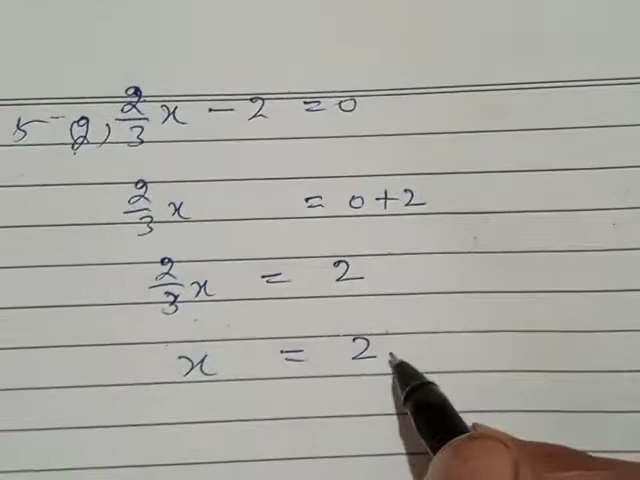 5-(2) 2/3 x - 2 = 0
2/3 x = 0+2
2/3 x = 2
x = 2